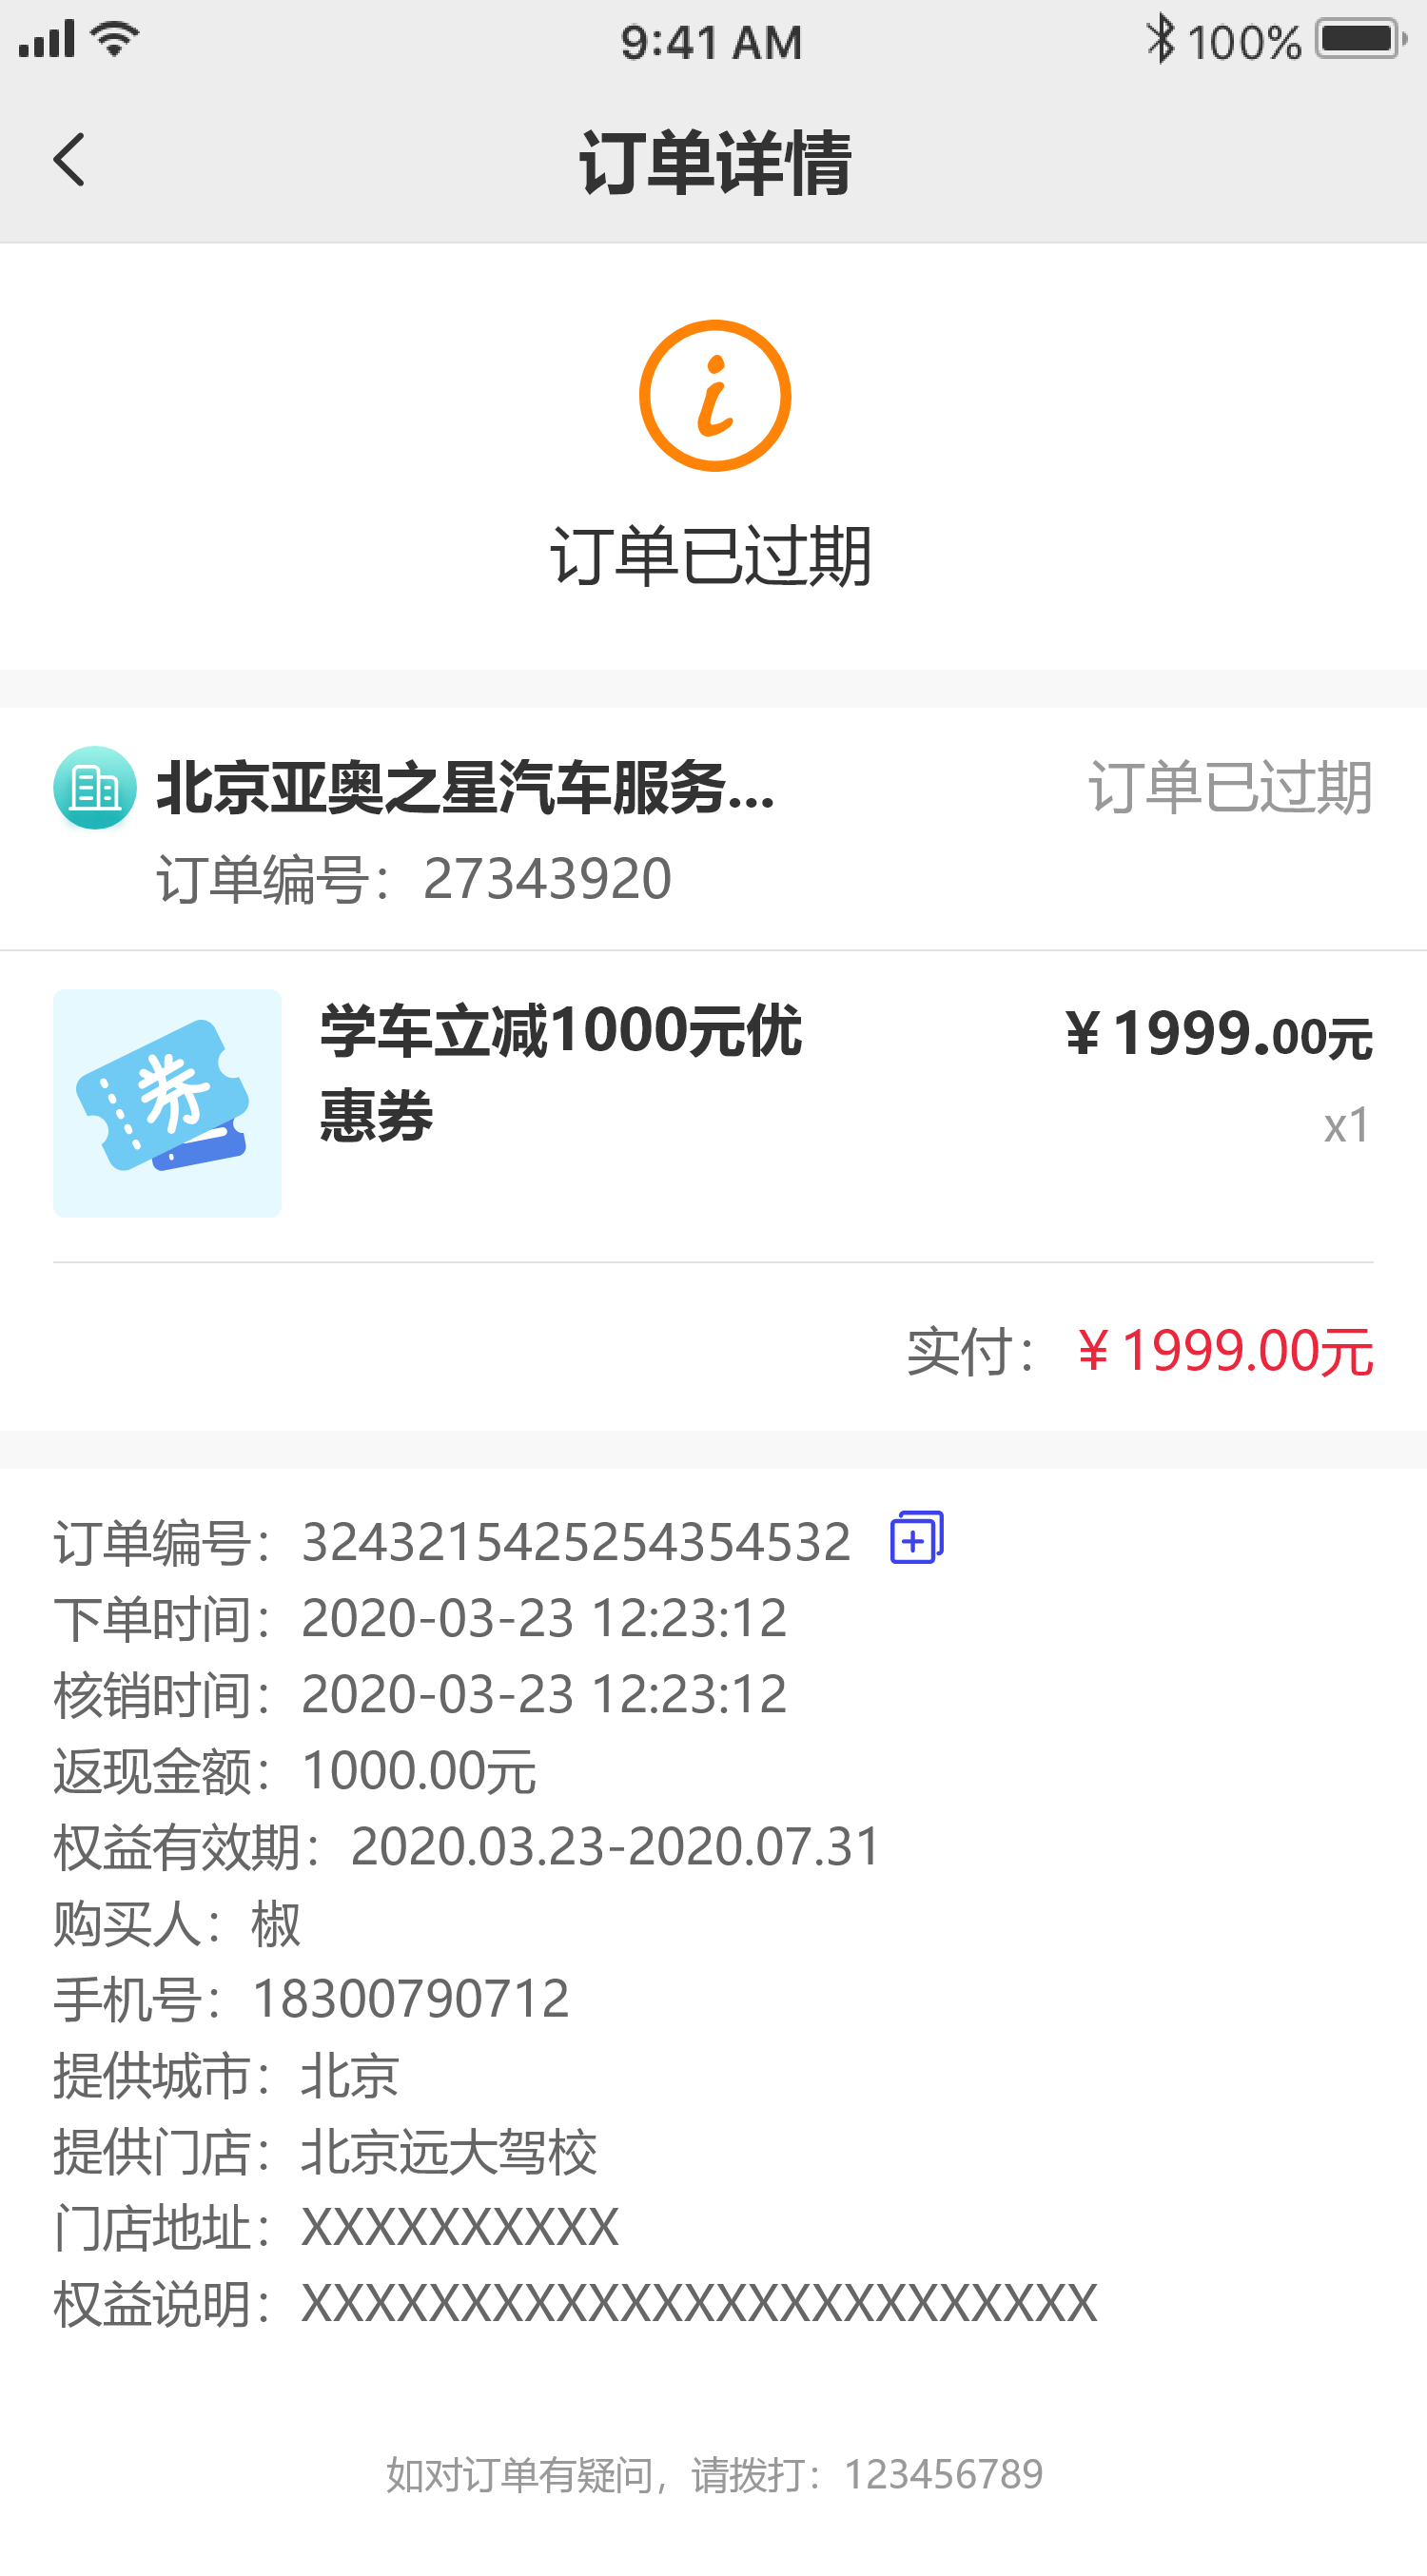 9:41 AM 100%
订单详情
订单已过期
北京亚奥之星汽车服务... 订单已过期
订单编号：27343920
券
学车立减1000元优
惠券
¥1999.00元
x1
实付：¥1999.00元
订单编号：3243215425254354532
下单时间：2020-03-23 12:23:12
核销时间：2020-03-23 12:23:12
返现金额：1000.00元
权益有效期：2020.03.23-2020.07.31
购买人：椒
手机号：18300790712
提供城市：北京
提供门店：北京远大驾校
门店地址：XXXXXXXXXX
权益说明：XXXXXXXXXXXXXXXXXXXXXXXXX
如对订单有疑问，请拨打：123456789